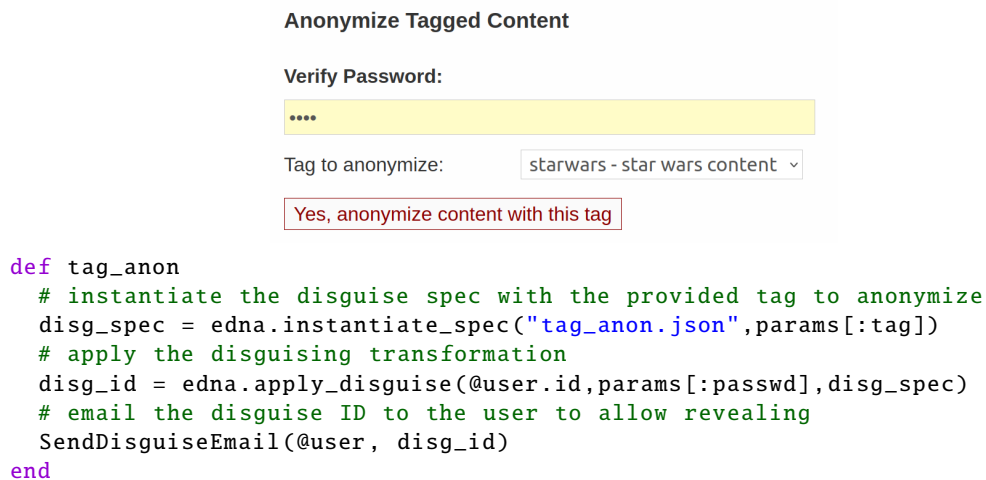 Anonymize Tagged Content
Verify Password:
••••
Tag to anonymize: starwars - star wars content
Yes, anonymize content with this tag
def tag_anon
  # instantiate the disguise spec with the provided tag to anonymize
  disg_spec = edna.instantiate_spec("tag_anon.json",params[:tag])
  # apply the disguising transformation
  disg_id = edna.apply_disguise(@user.id,params[:passwd],disg_spec)
  # email the disguise ID to the user to allow revealing
  SendDisguiseEmail(@user, disg_id)
end